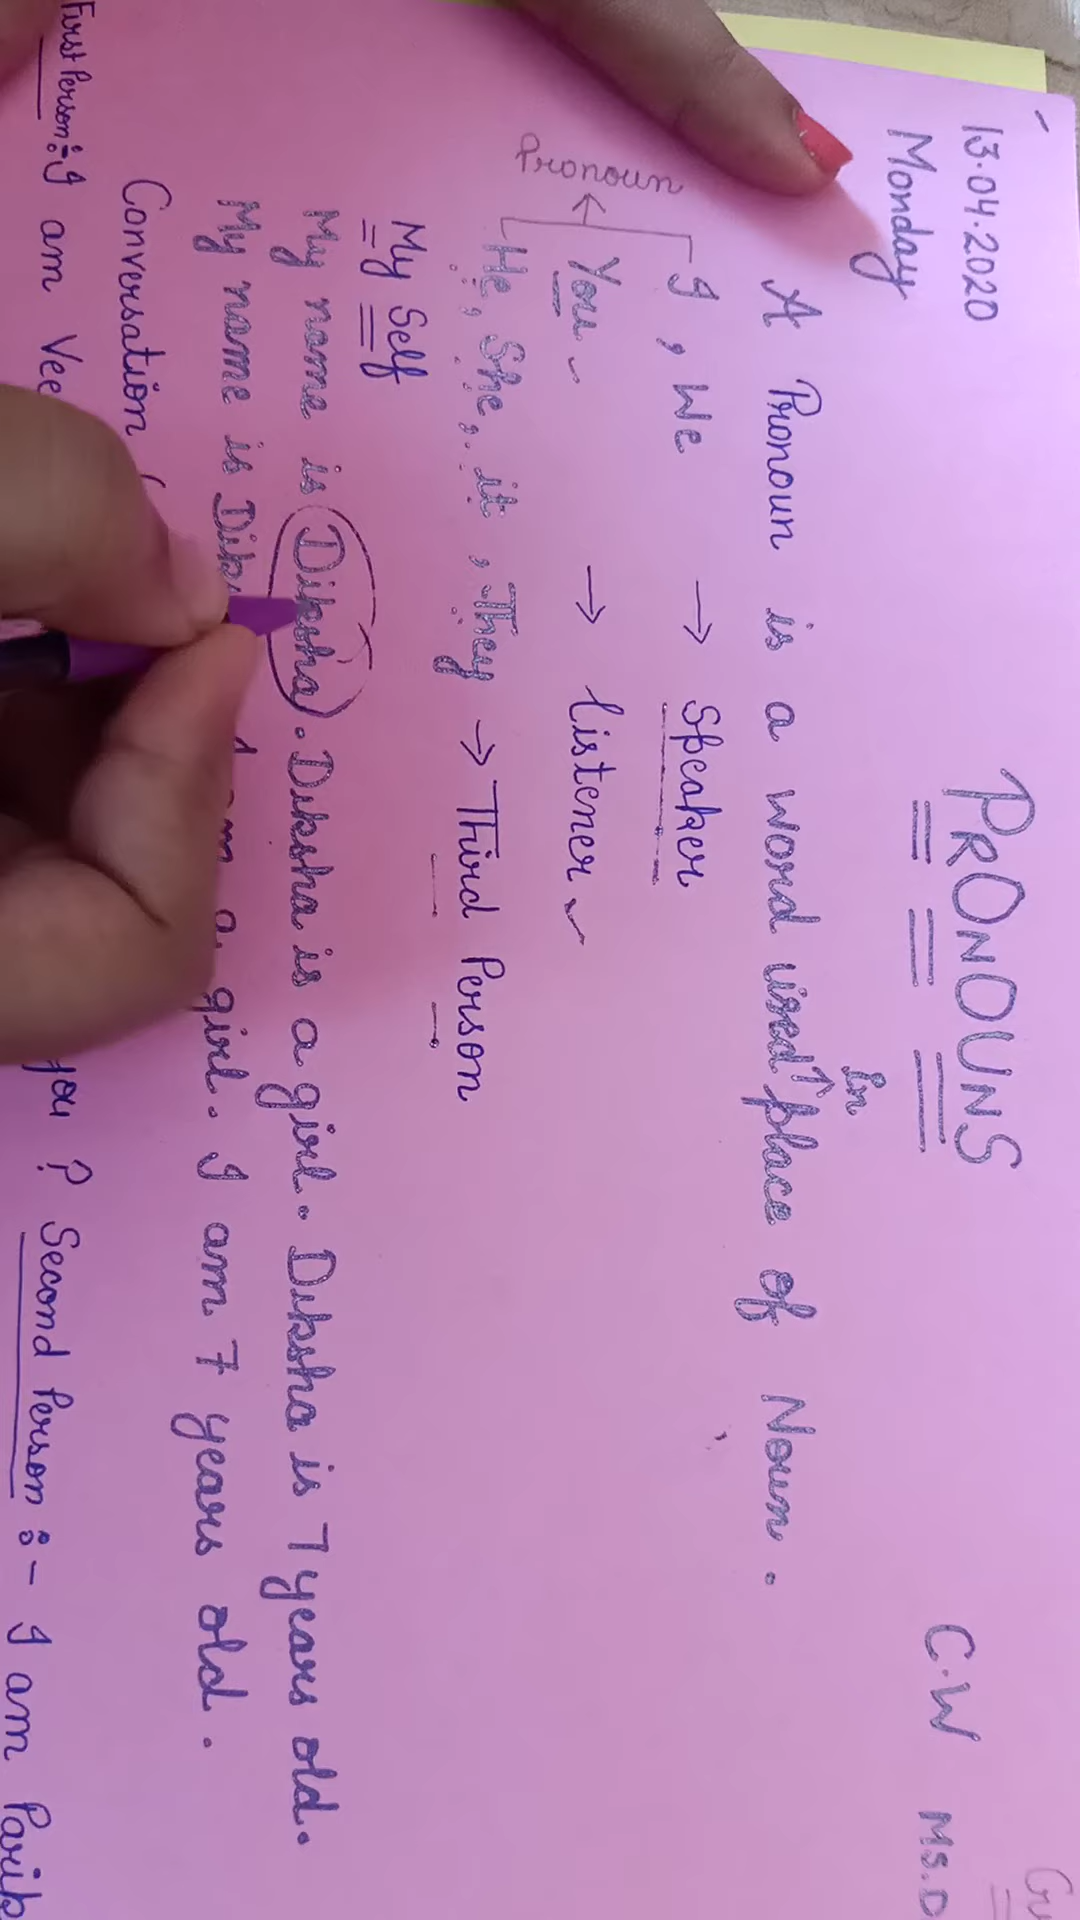 13.04.2020
C.W
Monday
PRONOUNS
In
A Pronoun is a word used ↑ place of Noun.
Pronoun
I, We → Speaker
You → listener
He, She, it, They → Third Person
My Self
My name is Diksha. Diksha is a girl. Diksha is 7 years old.
My name is a girl. I am 7 years old.
Conversation
First Person:- I am you? Second Person:- I am